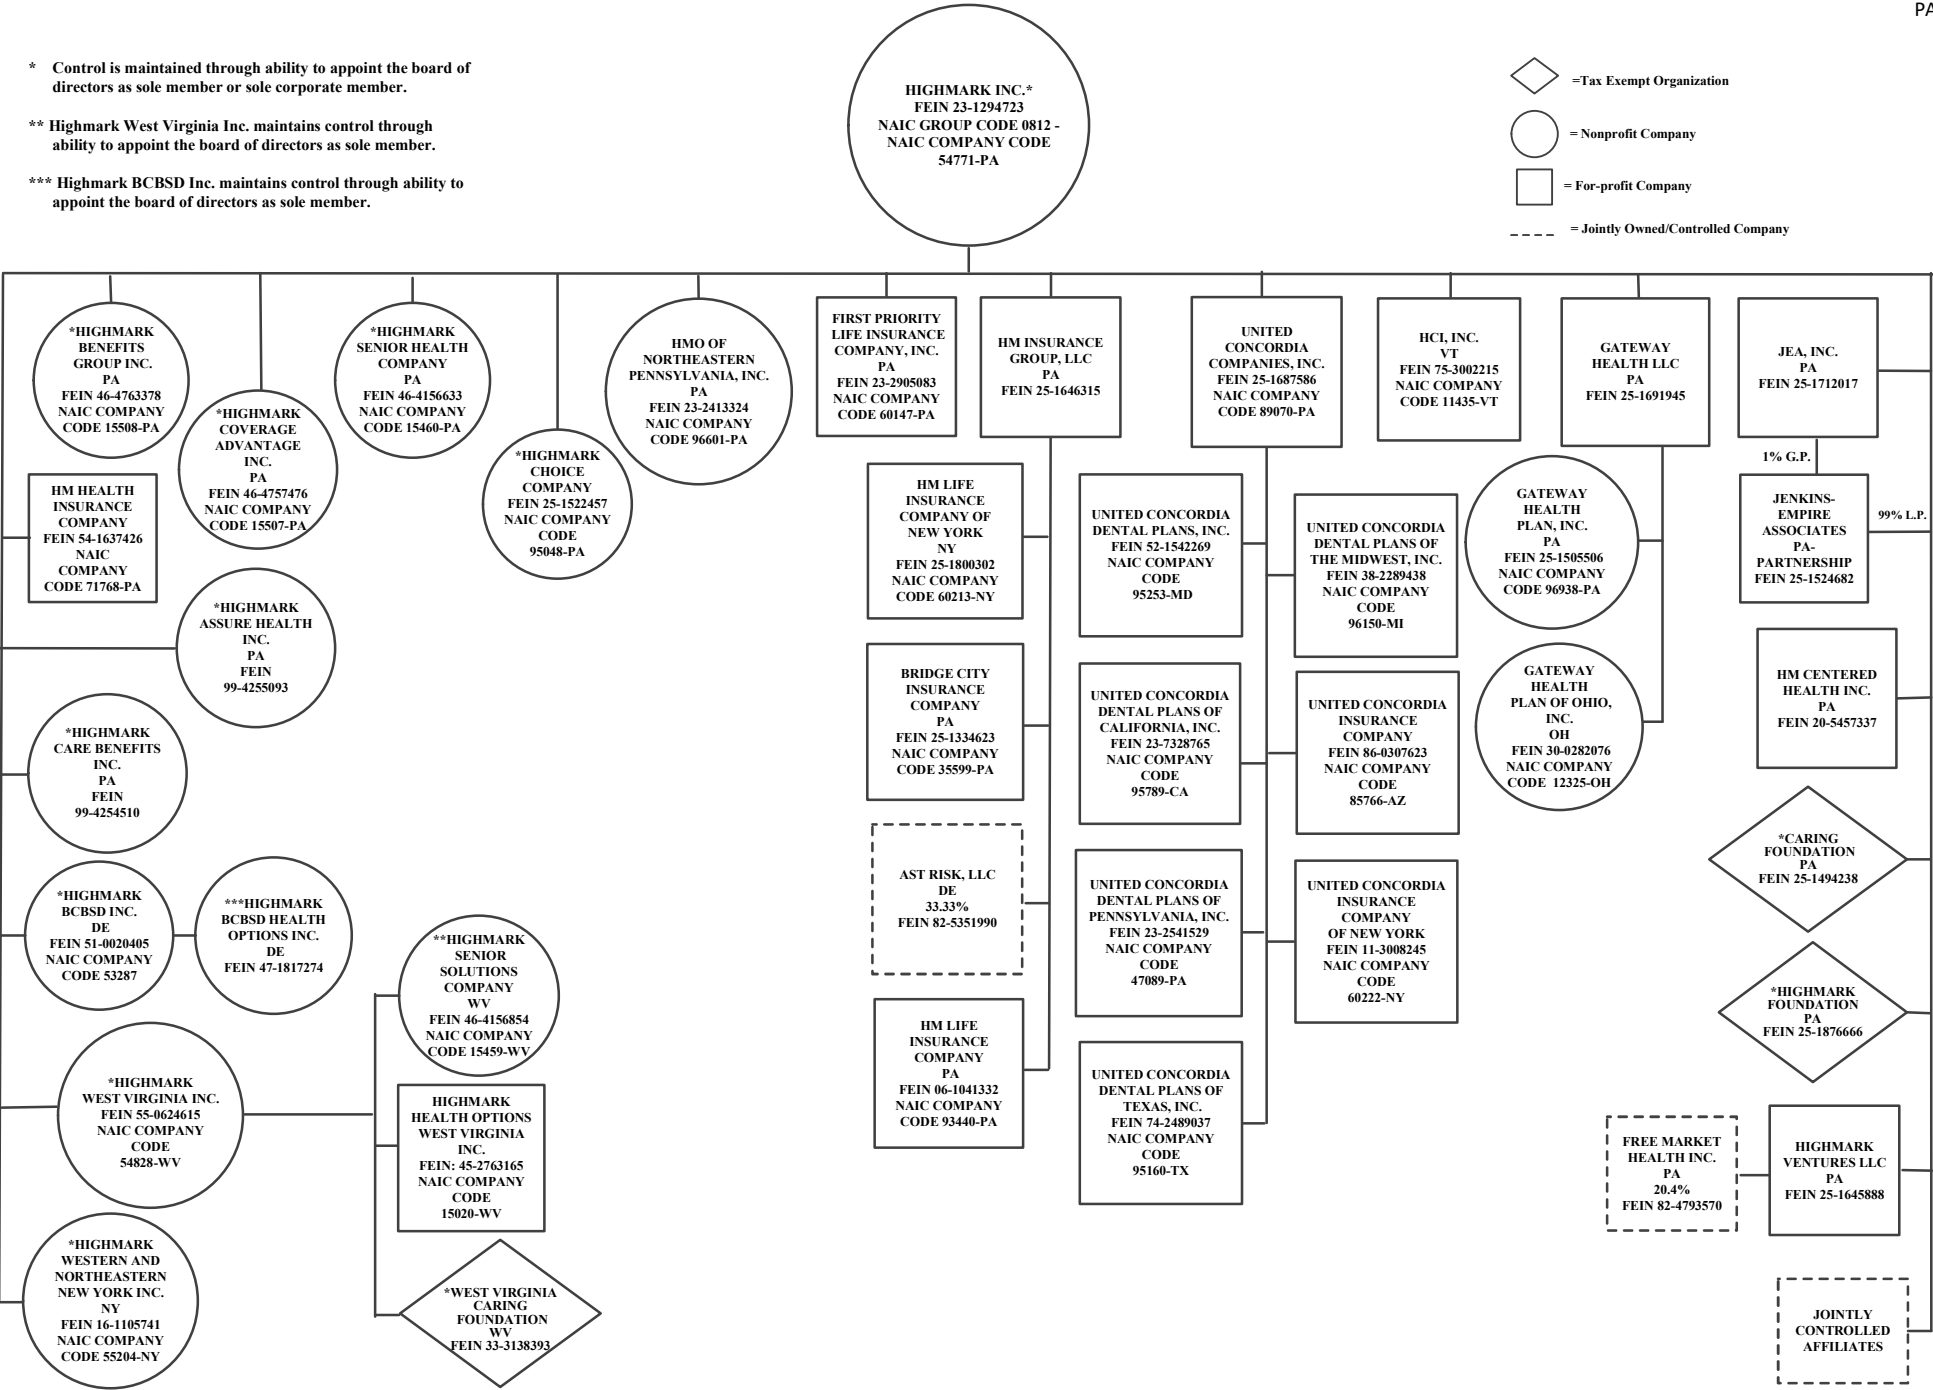 PA
* Control is maintained through ability to appoint the board of
directors as sole member or sole corporate member.
** Highmark West Virginia Inc. maintains control through
ability to appoint the board of directors as sole member.
*** Highmark BCBSD Inc. maintains control through ability to
appoint the board of directors as sole member.
HIGHMARK INC.*
FEIN 23-1294723
NAIC GROUP CODE 0812 -
NAIC COMPANY CODE
54771-PA
=Tax Exempt Organization
= Nonprofit Company
= For-profit Company
= Jointly Owned/Controlled Company
*HIGHMARK
BENEFITS
GROUP INC.
PA
FEIN 46-4763378
NAIC COMPANY
CODE 15508-PA
*HIGHMARK
COVERAGE
ADVANTAGE
INC.
PA
FEIN 46-4757476
NAIC COMPANY
CODE 15507-PA
*HIGHMARK
SENIOR HEALTH
COMPANY
PA
FEIN 46-4156633
NAIC COMPANY
CODE 15460-PA
*HIGHMARK
CHOICE
COMPANY
FEIN 25-1522457
NAIC COMPANY
CODE
95048-PA
HMO OF
NORTHEASTERN
PENNSYLVANIA, INC.
PA
FEIN 23-2413324
NAIC COMPANY
CODE 96601-PA
FIRST PRIORITY
LIFE INSURANCE
COMPANY, INC.
PA
FEIN 23-2905083
NAIC COMPANY
CODE 60147-PA
HM INSURANCE
GROUP, LLC
PA
FEIN 25-1646315
UNITED
CONCORDIA
COMPANIES, INC.
FEIN 25-1687586
NAIC COMPANY
CODE 89070-PA
HCI, INC.
VT
FEIN 75-3002215
NAIC COMPANY
CODE 11435-VT
GATEWAY
HEALTH LLC
PA
FEIN 25-1691945
JEA, INC.
PA
FEIN 25-1712017
1% G.P.
JENKINS-
EMPIRE
ASSOCIATES
PA-
PARTNERSHIP
FEIN 25-1524682
99% L.P.
HM HEALTH
INSURANCE
COMPANY
FEIN 54-1637426
NAIC
COMPANY
CODE 71768-PA
*HIGHMARK
ASSURE HEALTH
INC.
PA
FEIN
99-4255093
*HIGHMARK
CARE BENEFITS
INC.
PA
FEIN
99-4254510
*HIGHMARK
BCBSD INC.
DE
FEIN 51-0020405
NAIC COMPANY
CODE 53287
***HIGHMARK
BCBSD HEALTH
OPTIONS INC.
DE
FEIN 47-1817274
*HIGHMARK
WEST VIRGINIA INC.
FEIN 55-0624615
NAIC COMPANY
CODE
54828-WV
**HIGHMARK
SENIOR
SOLUTIONS
COMPANY
WV
FEIN 46-4156854
NAIC COMPANY
CODE 15459-WV
HIGHMARK
HEALTH OPTIONS
WEST VIRGINIA
INC.
FEIN: 45-2763165
NAIC COMPANY
CODE
15020-WV
*WEST VIRGINIA
CARING
FOUNDATION
WV
FEIN 33-3138393
*HIGHMARK
WESTERN AND
NORTHEASTERN
NEW YORK INC.
NY
FEIN 16-1105741
NAIC COMPANY
CODE 55204-NY
HM LIFE
INSURANCE
COMPANY OF
NEW YORK
NY
FEIN 25-1800302
NAIC COMPANY
CODE 60213-NY
BRIDGE CITY
INSURANCE
COMPANY
PA
FEIN 25-1334623
NAIC COMPANY
CODE 35599-PA
AST RISK, LLC
DE
33.33%
FEIN 82-5351990
HM LIFE
INSURANCE
COMPANY
PA
FEIN 06-1041332
NAIC COMPANY
CODE 93440-PA
UNITED CONCORDIA
DENTAL PLANS, INC.
FEIN 52-1542269
NAIC COMPANY
CODE
95253-MD
UNITED CONCORDIA
DENTAL PLANS OF
CALIFORNIA, INC.
FEIN 23-7328765
NAIC COMPANY
CODE
95789-CA
UNITED CONCORDIA
DENTAL PLANS OF
PENNSYLVANIA, INC.
FEIN 23-2541529
NAIC COMPANY
CODE
47089-PA
UNITED CONCORDIA
DENTAL PLANS OF
TEXAS, INC.
FEIN 74-2489037
NAIC COMPANY
CODE
95160-TX
UNITED CONCORDIA
DENTAL PLANS OF
THE MIDWEST, INC.
FEIN 38-2289438
NAIC COMPANY
CODE
96150-MI
UNITED CONCORDIA
INSURANCE
COMPANY
FEIN 86-0307623
NAIC COMPANY
CODE
85766-AZ
UNITED CONCORDIA
INSURANCE
COMPANY
OF NEW YORK
FEIN 11-3008245
NAIC COMPANY
CODE
60222-NY
GATEWAY
HEALTH
PLAN, INC.
PA
FEIN 25-1505506
NAIC COMPANY
CODE 96938-PA
GATEWAY
HEALTH
PLAN OF OHIO,
INC.
OH
FEIN 30-0282076
NAIC COMPANY
CODE 12325-OH
HM CENTERED
HEALTH INC.
PA
FEIN 20-5457337
*CARING
FOUNDATION
PA
FEIN 25-1494238
*HIGHMARK
FOUNDATION
PA
FEIN 25-1876666
FREE MARKET
HEALTH INC.
PA
20.4%
FEIN 82-4793570
HIGHMARK
VENTURES LLC
PA
FEIN 25-1645888
JOINTLY
CONTROLLED
AFFILIATES